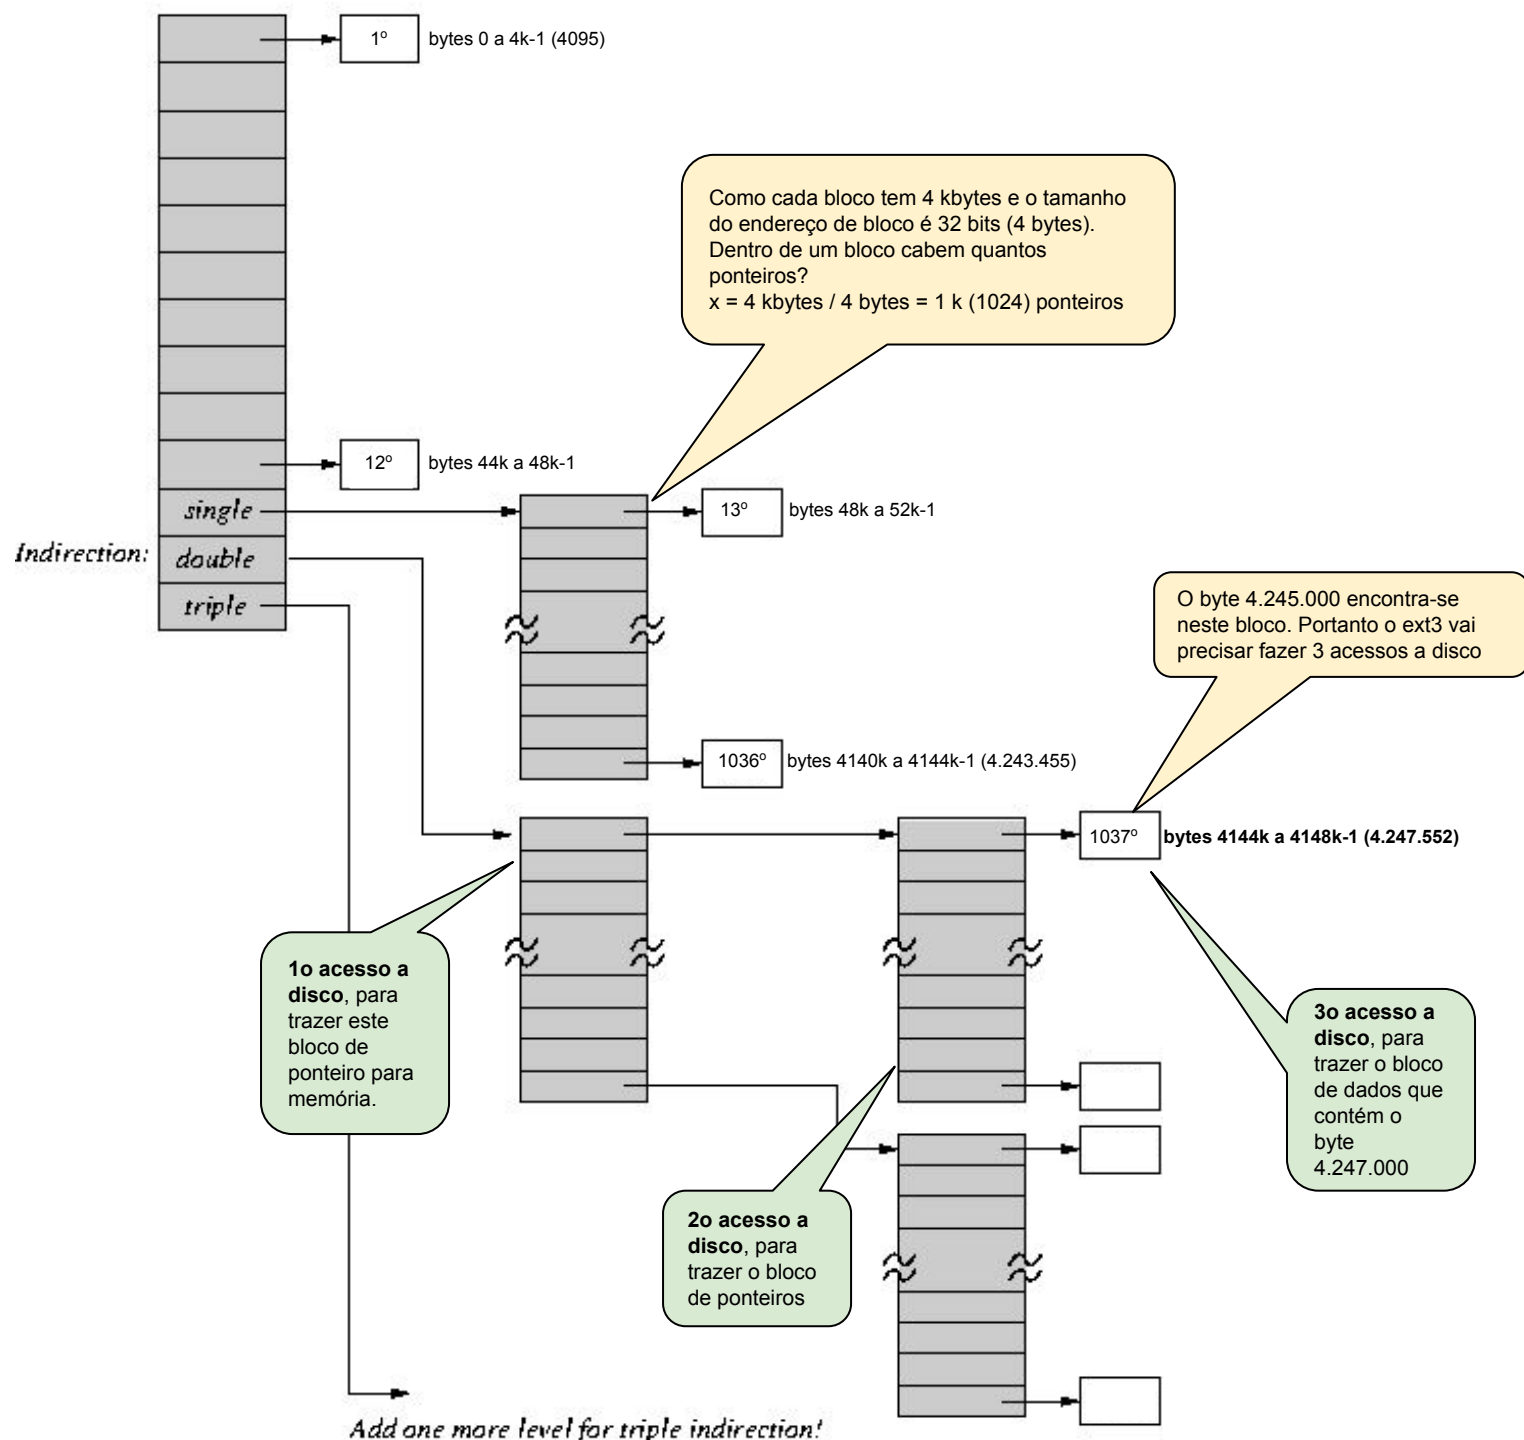 1º
bytes 0 a 4k-1 (4095)
Como cada bloco tem 4 kbytes e o tamanho
do endereço de bloco é 32 bits (4 bytes).
Dentro de um bloco cabem quantos
ponteiros?
x = 4 kbytes / 4 bytes = 1 k (1024) ponteiros
12º
bytes 44k a 48k-1
single
13º
bytes 48k a 52k-1
Indirection:
double
triple
O byte 4.245.000 encontra-se
neste bloco. Portanto o ext3 vai
precisar fazer 3 acessos a disco
1036º
bytes 4140k a 4144k-1 (4.243.455)
1037º
bytes 4144k a 4148k-1 (4.247.552)
1o acesso a
disco, para
trazer este
bloco de
ponteiro para
memória.
2o acesso a
disco, para
trazer o bloco
de ponteiros
3o acesso a
disco, para
trazer o bloco
de dados que
contém o
byte
4.247.000
Add one more level for triple indirection!